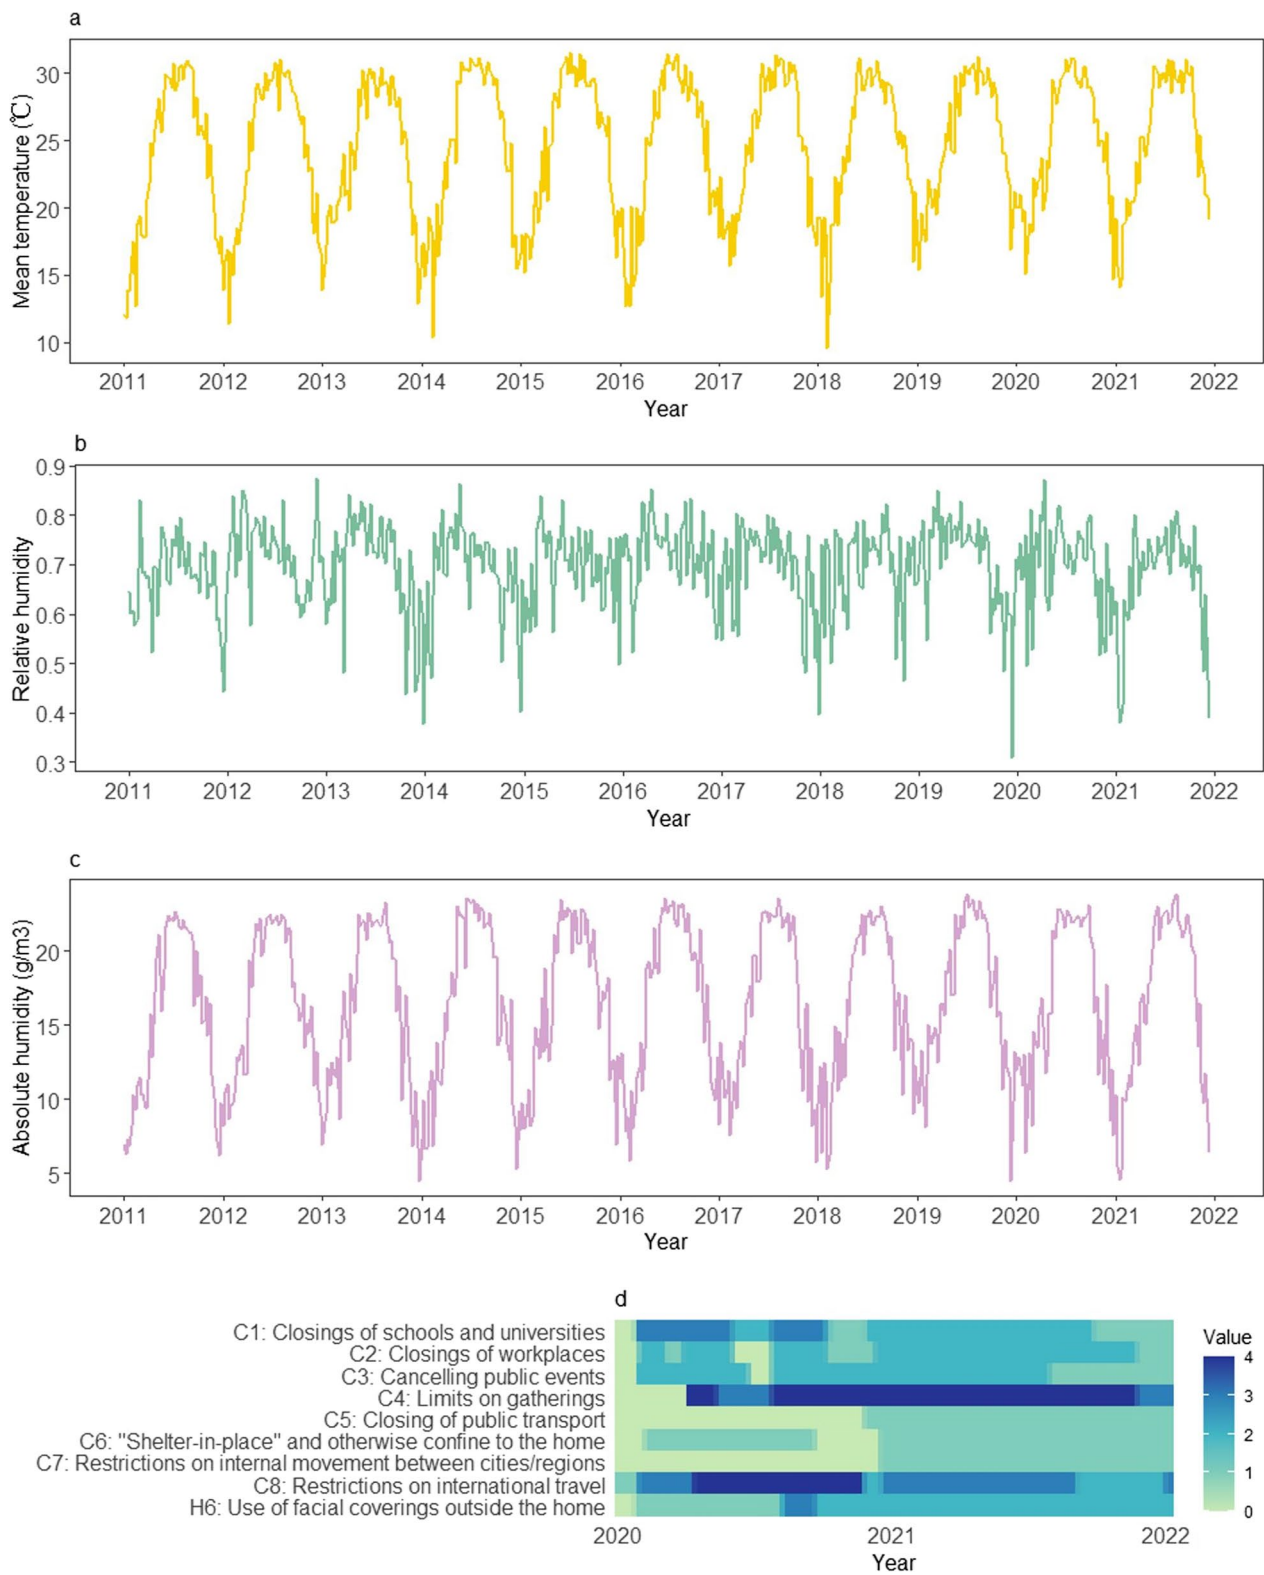 a
30
25
20
15
10
Mean temperature (℃)
2011 2012 2013 2014 2015 2016 2017 2018 2019 2020 2021 2022
Year
b
0.9
0.8
0.7
0.6
0.5
0.4
0.3
Relative humidity
2011 2012 2013 2014 2015 2016 2017 2018 2019 2020 2021 2022
Year
c
20
15
10
5
Absolute humidity (g/m3)
2011 2012 2013 2014 2015 2016 2017 2018 2019 2020 2021 2022
Year
d
C1: Closings of schools and universities
C2: Closings of workplaces
C3: Cancelling public events
C4: Limits on gatherings
C5: Closing of public transport
C6: "Shelter-in-place" and otherwise confine to the home
C7: Restrictions on internal movement between cities/regions
C8: Restrictions on international travel
H6: Use of facial coverings outside the home
2020 2021 2022
Year
Value
4
3
2
1
0